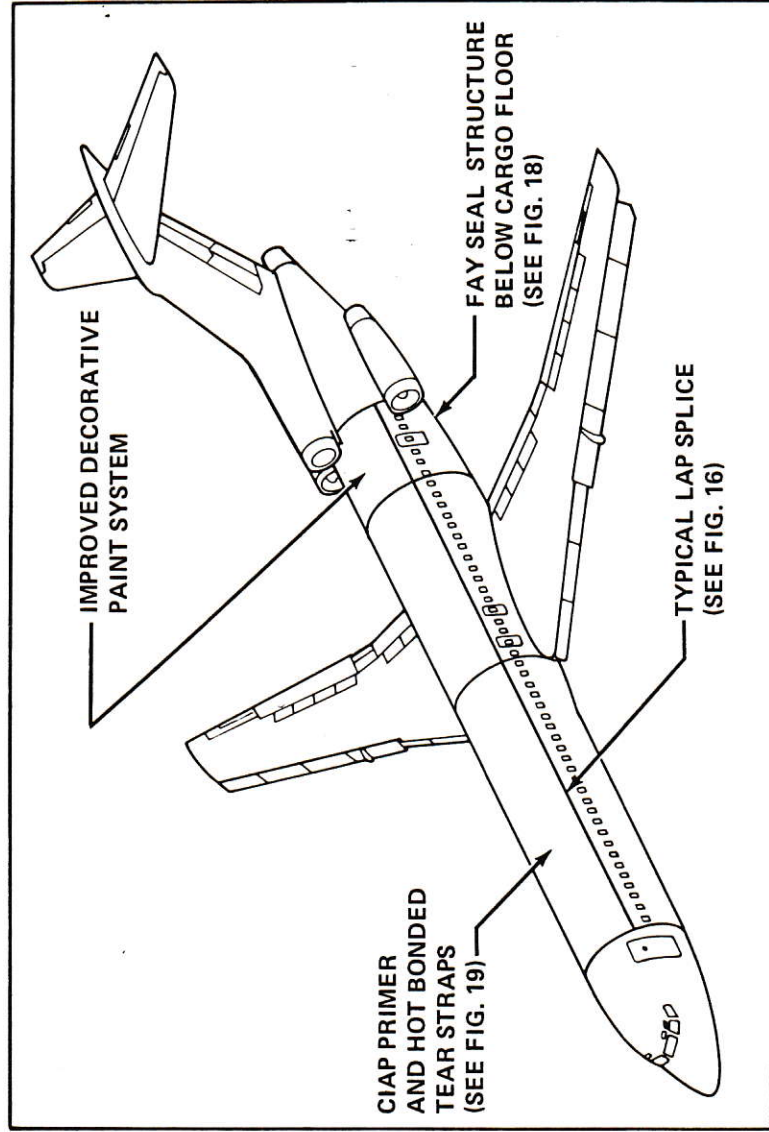 IMPROVED DECORATIVE
PAINT SYSTEM
FAY SEAL STRUCTURE
BELOW CARGO FLOOR
(SEE FIG. 18)
TYPICAL LAP SPLICE
(SEE FIG. 16)
CIAP PRIMER
AND HOT BONDED
TEAR STRAPS
(SEE FIG. 19)